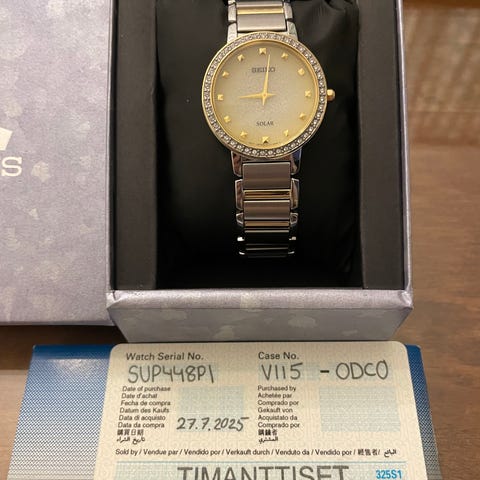 SEIKO
SOLAR
S
Watch Serial No. Case No.
SUP448P1 V115 - 0DC0
Date of purchase Purchased by
Date d'achat Achetée par
Fecha de compra Comprado por
Datum des Kaufs Gekauft von
Data di acquisto Acquistato da
Data da compra 27.7.2025 Comprado por
購買日期 購錶者
تاريخ الشراء المشتري
Sold by / Vendue par / Vendido por / Verkauft durch / Venduto da / Vendido por / 經售者 / البائع
TIMANTTISET
325S1